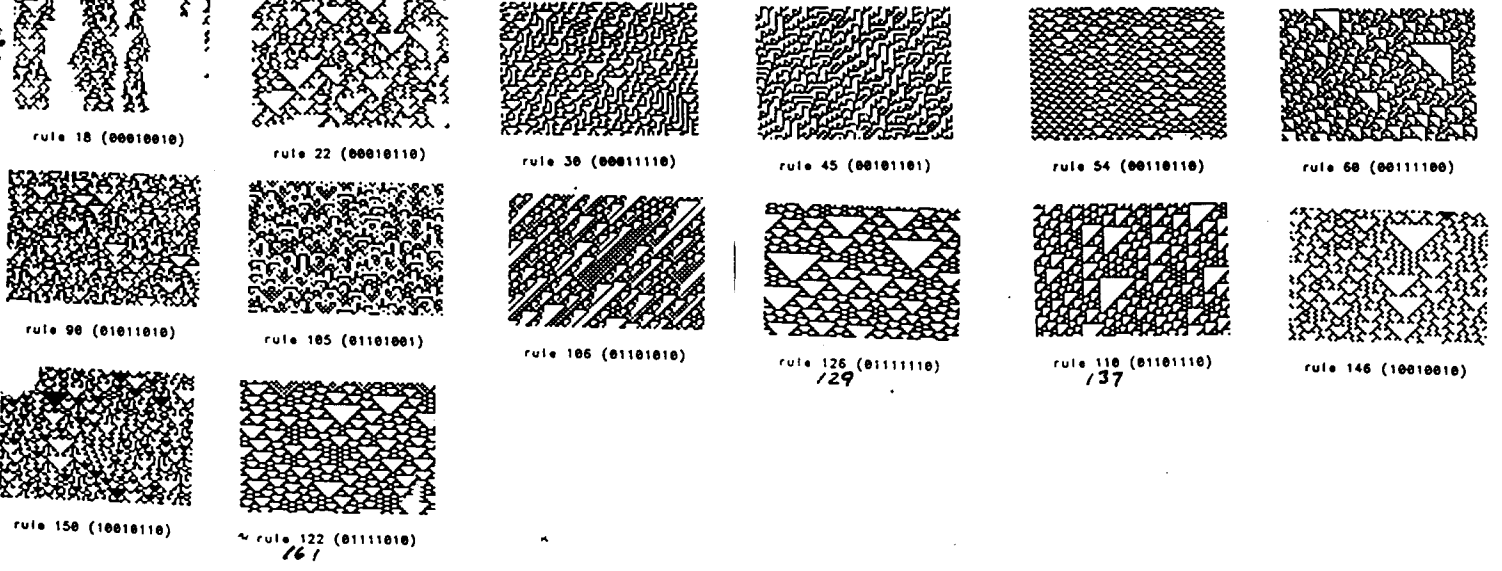 rule 18 (00010010)
rule 22 (00010110)
rule 30 (00011110)
rule 45 (00101101)
rule 54 (00110110)
rule 60 (00111100)
rule 90 (01011010)
rule 105 (01101001)
rule 106 (01101010)
rule 126 (01111110)
129
rule 110 (01101110)
137
rule 146 (10010010)
rule 150 (10010110)
rule 122 (01111010)
161